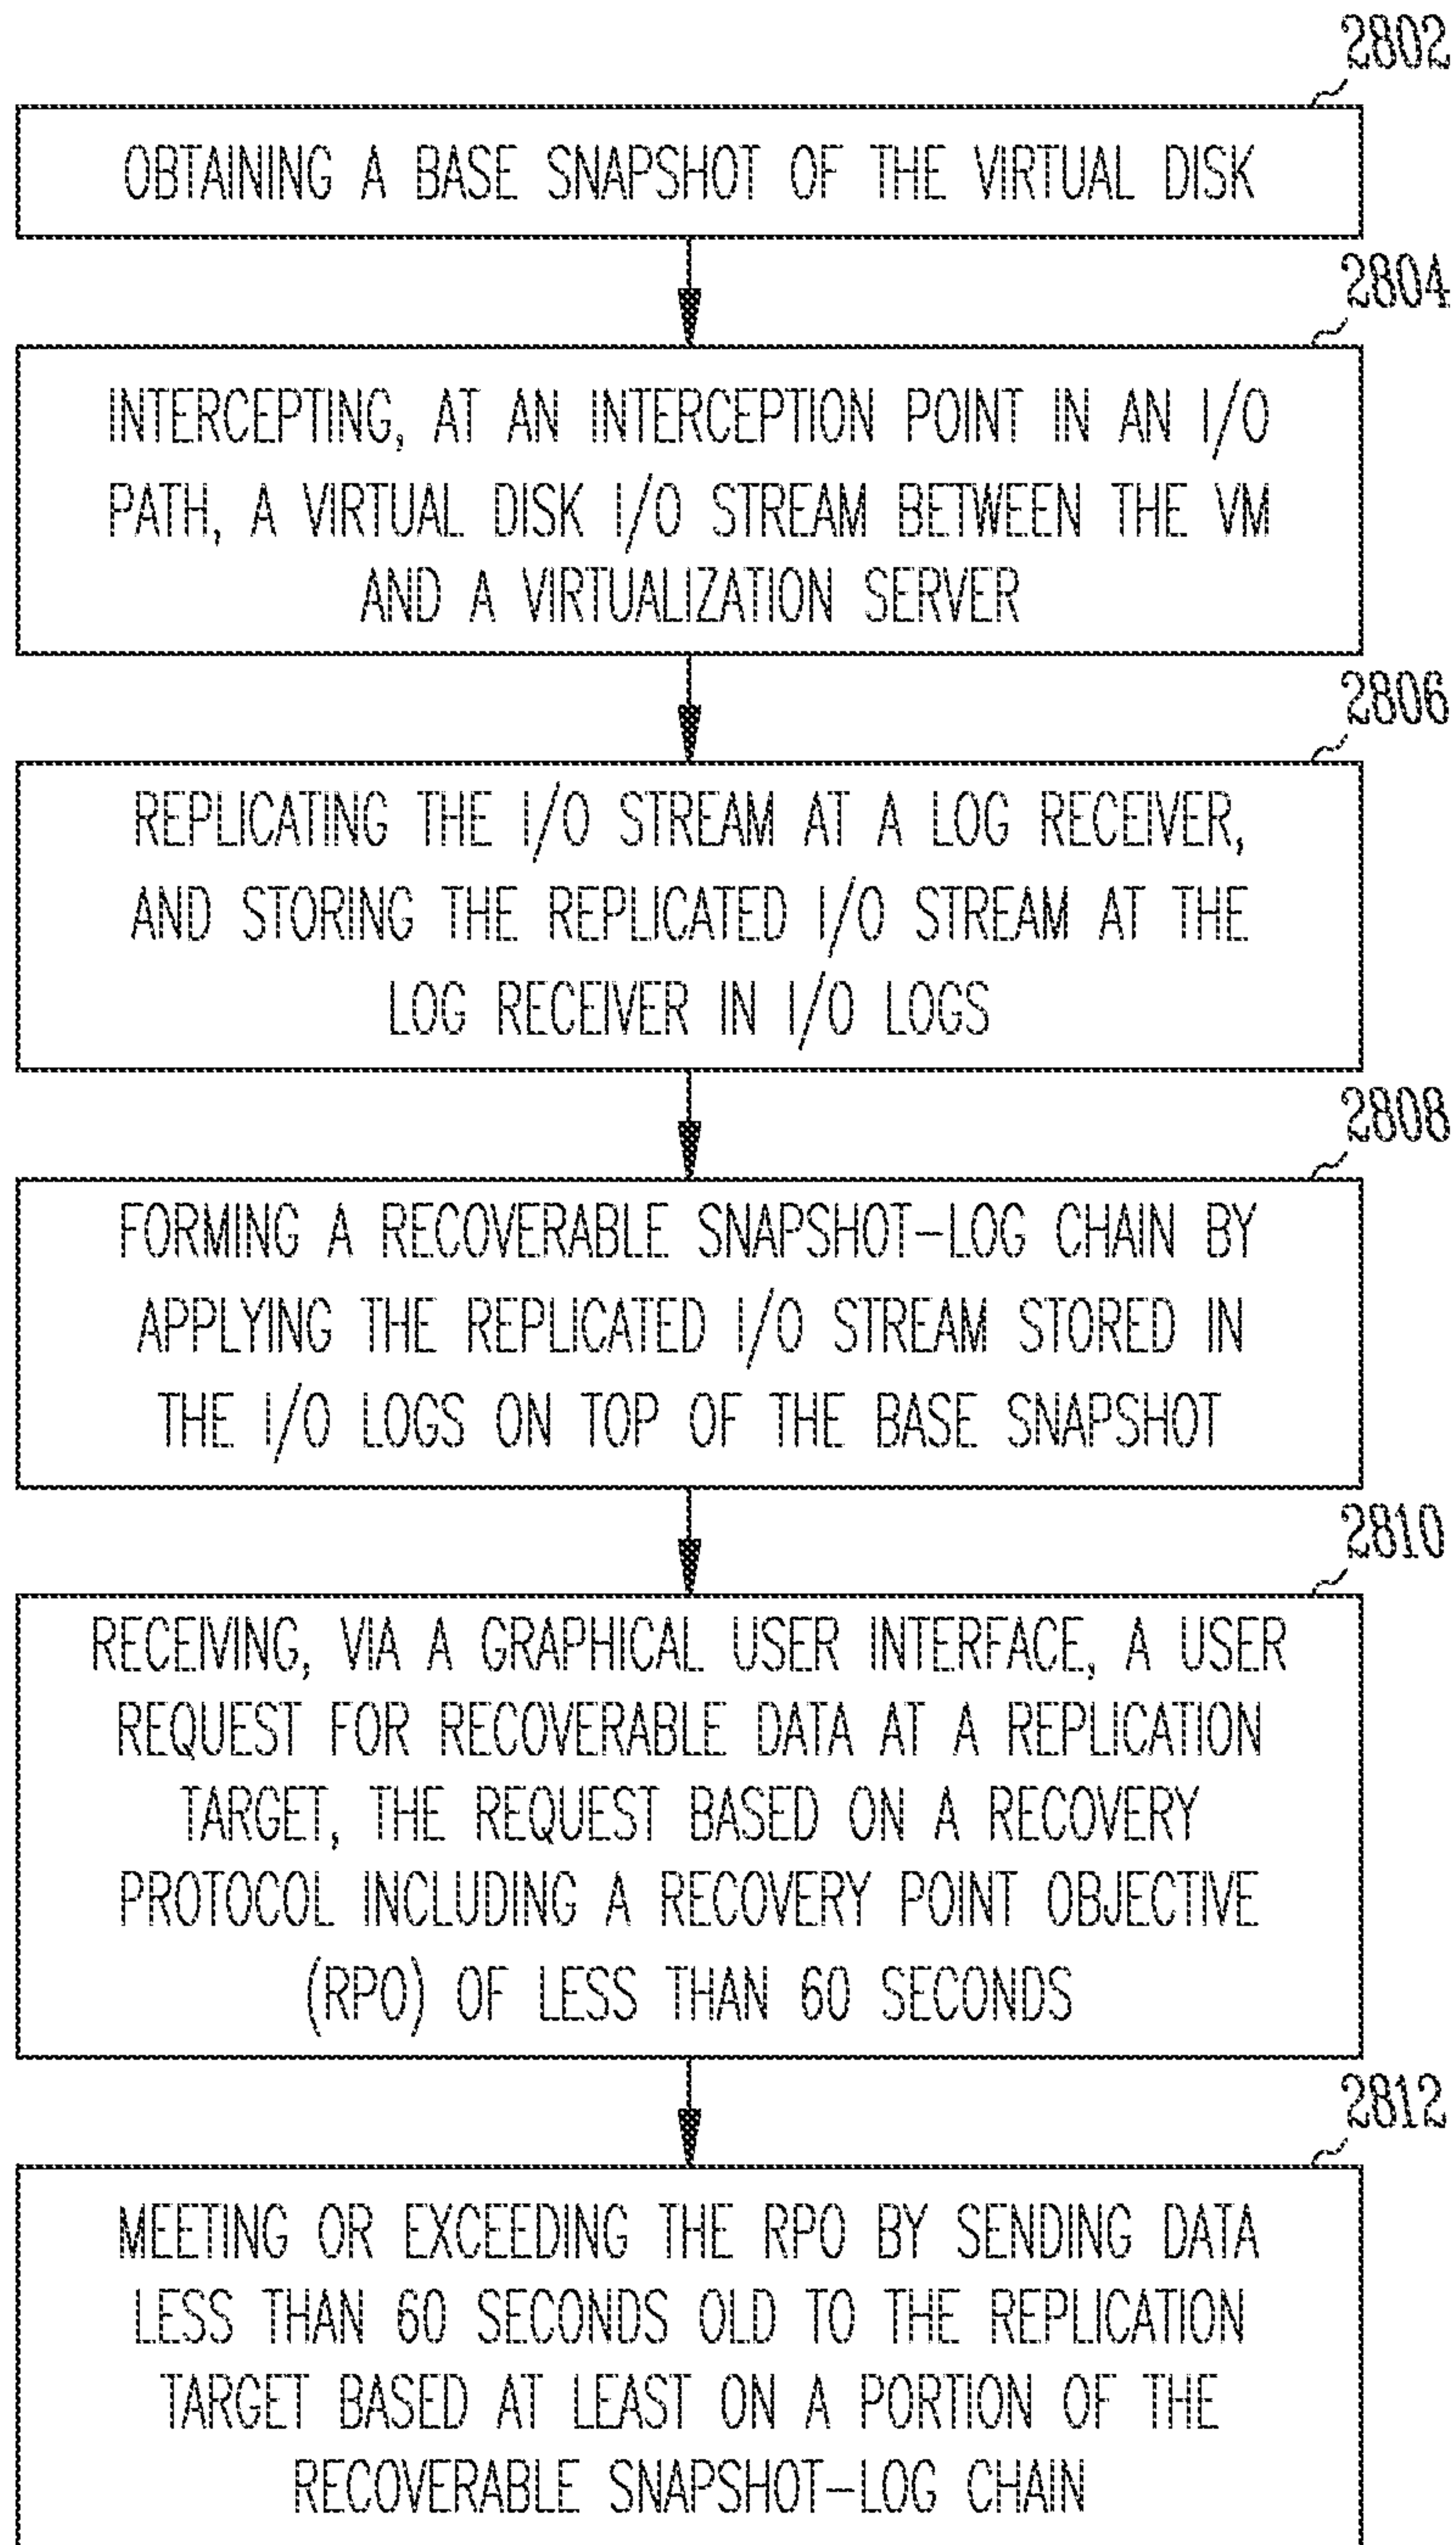 2802
OBTAINING A BASE SNAPSHOT OF THE VIRTUAL DISK
2804
INTERCEPTING, AT AN INTERCEPTION POINT IN AN I/O
PATH, A VIRTUAL DISK I/O STREAM BETWEEN THE VM
AND A VIRTUALIZATION SERVER
2806
REPLICATING THE I/O STREAM AT A LOG RECEIVER,
AND STORING THE REPLICATED I/O STREAM AT THE
LOG RECEIVER IN I/O LOGS
2808
FORMING A RECOVERABLE SNAPSHOT-LOG CHAIN BY
APPLYING THE REPLICATED I/O STREAM STORED IN
THE I/O LOGS ON TOP OF THE BASE SNAPSHOT
2810
RECEIVING, VIA A GRAPHICAL USER INTERFACE, A USER
REQUEST FOR RECOVERABLE DATA AT A REPLICATION
TARGET, THE REQUEST BASED ON A RECOVERY
PROTOCOL INCLUDING A RECOVERY POINT OBJECTIVE
(RPO) OF LESS THAN 60 SECONDS
2812
MEETING OR EXCEEDING THE RPO BY SENDING DATA
LESS THAN 60 SECONDS OLD TO THE REPLICATION
TARGET BASED AT LEAST ON A PORTION OF THE
RECOVERABLE SNAPSHOT-LOG CHAIN